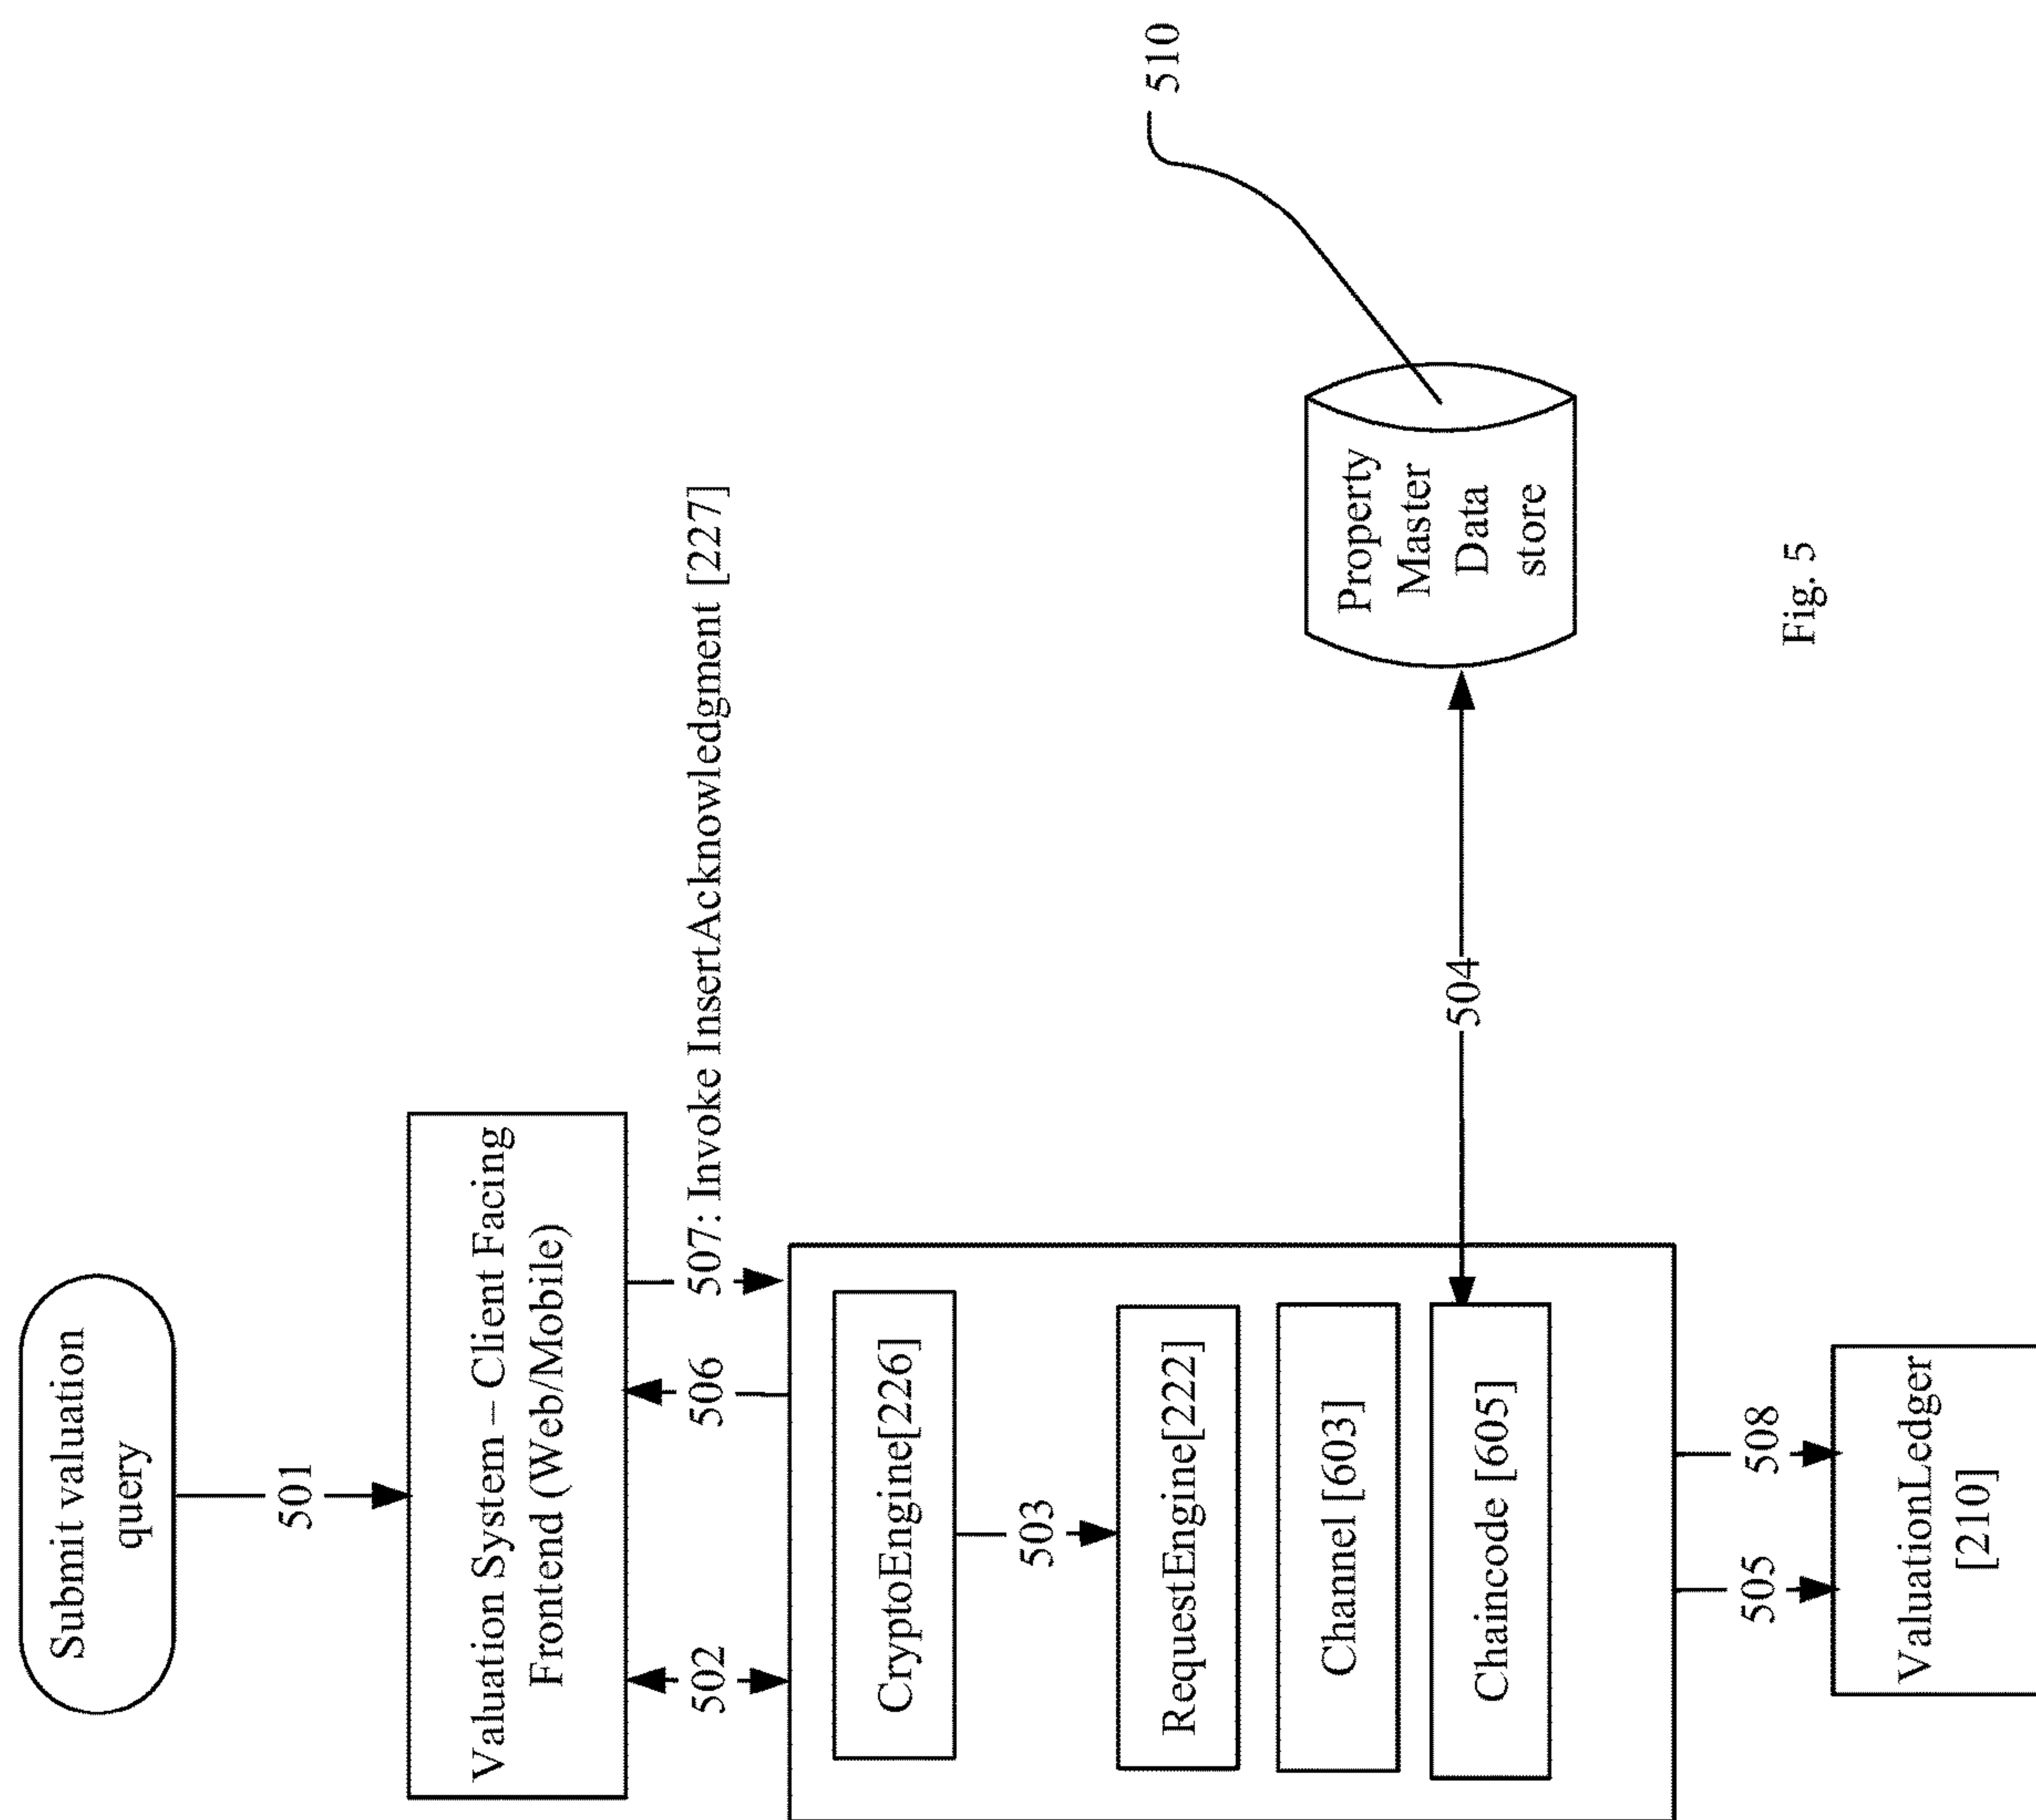 Submit valuation
query
501
Valuation System – Client Facing
Frontend (Web/Mobile)
502
506
507: Invoke InsertAcknowledgment [227]
CryptoEngine[226]
503
RequestEngine[222]
Channel [603]
Chaincode [605]
504
Property
Master
Data
store
510
505
508
ValuationLedger
[210]
Fig. 5